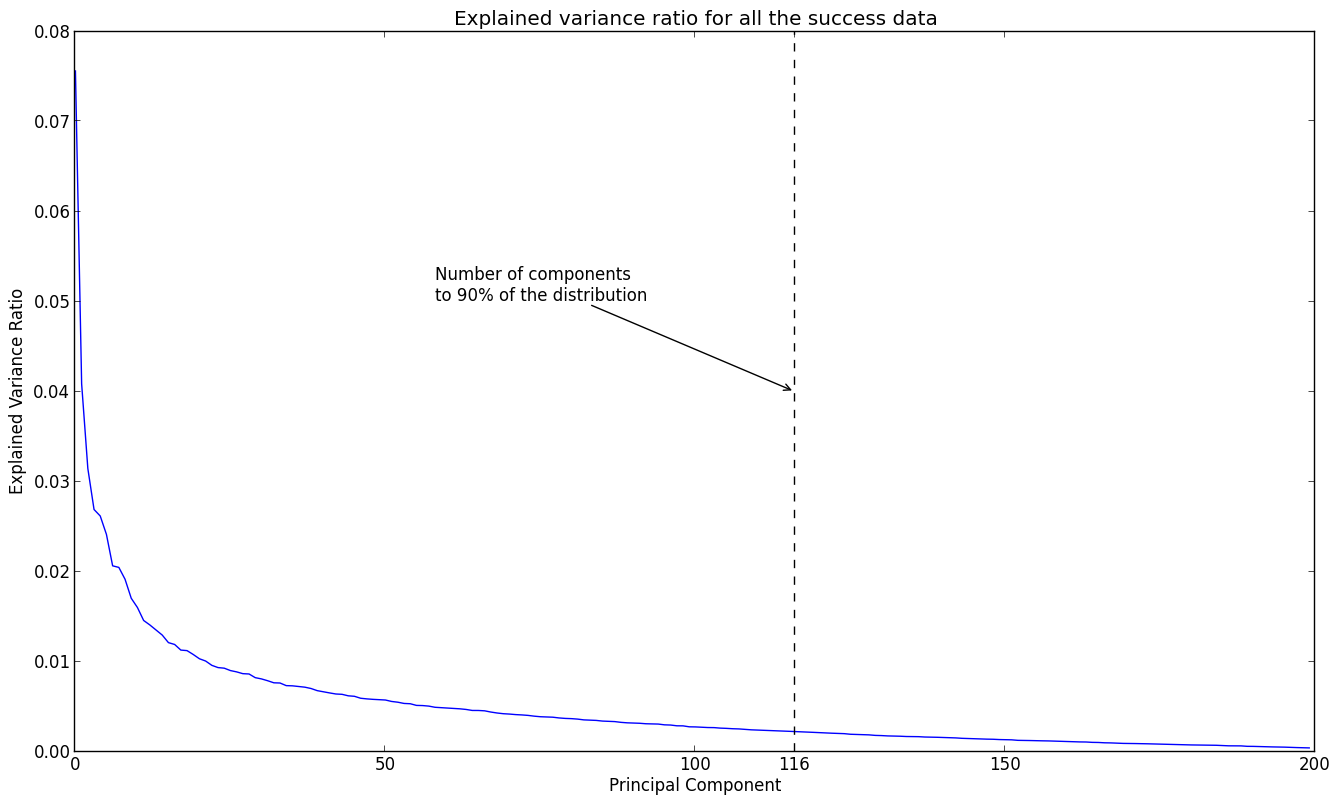 Explained variance ratio for all the success data
0.08
0.07
0.06
0.05
0.04
0.03
0.02
0.01
0.00
Explained Variance Ratio
Number of components
to 90% of the distribution
0 50 100 116 150 200
Principal Component